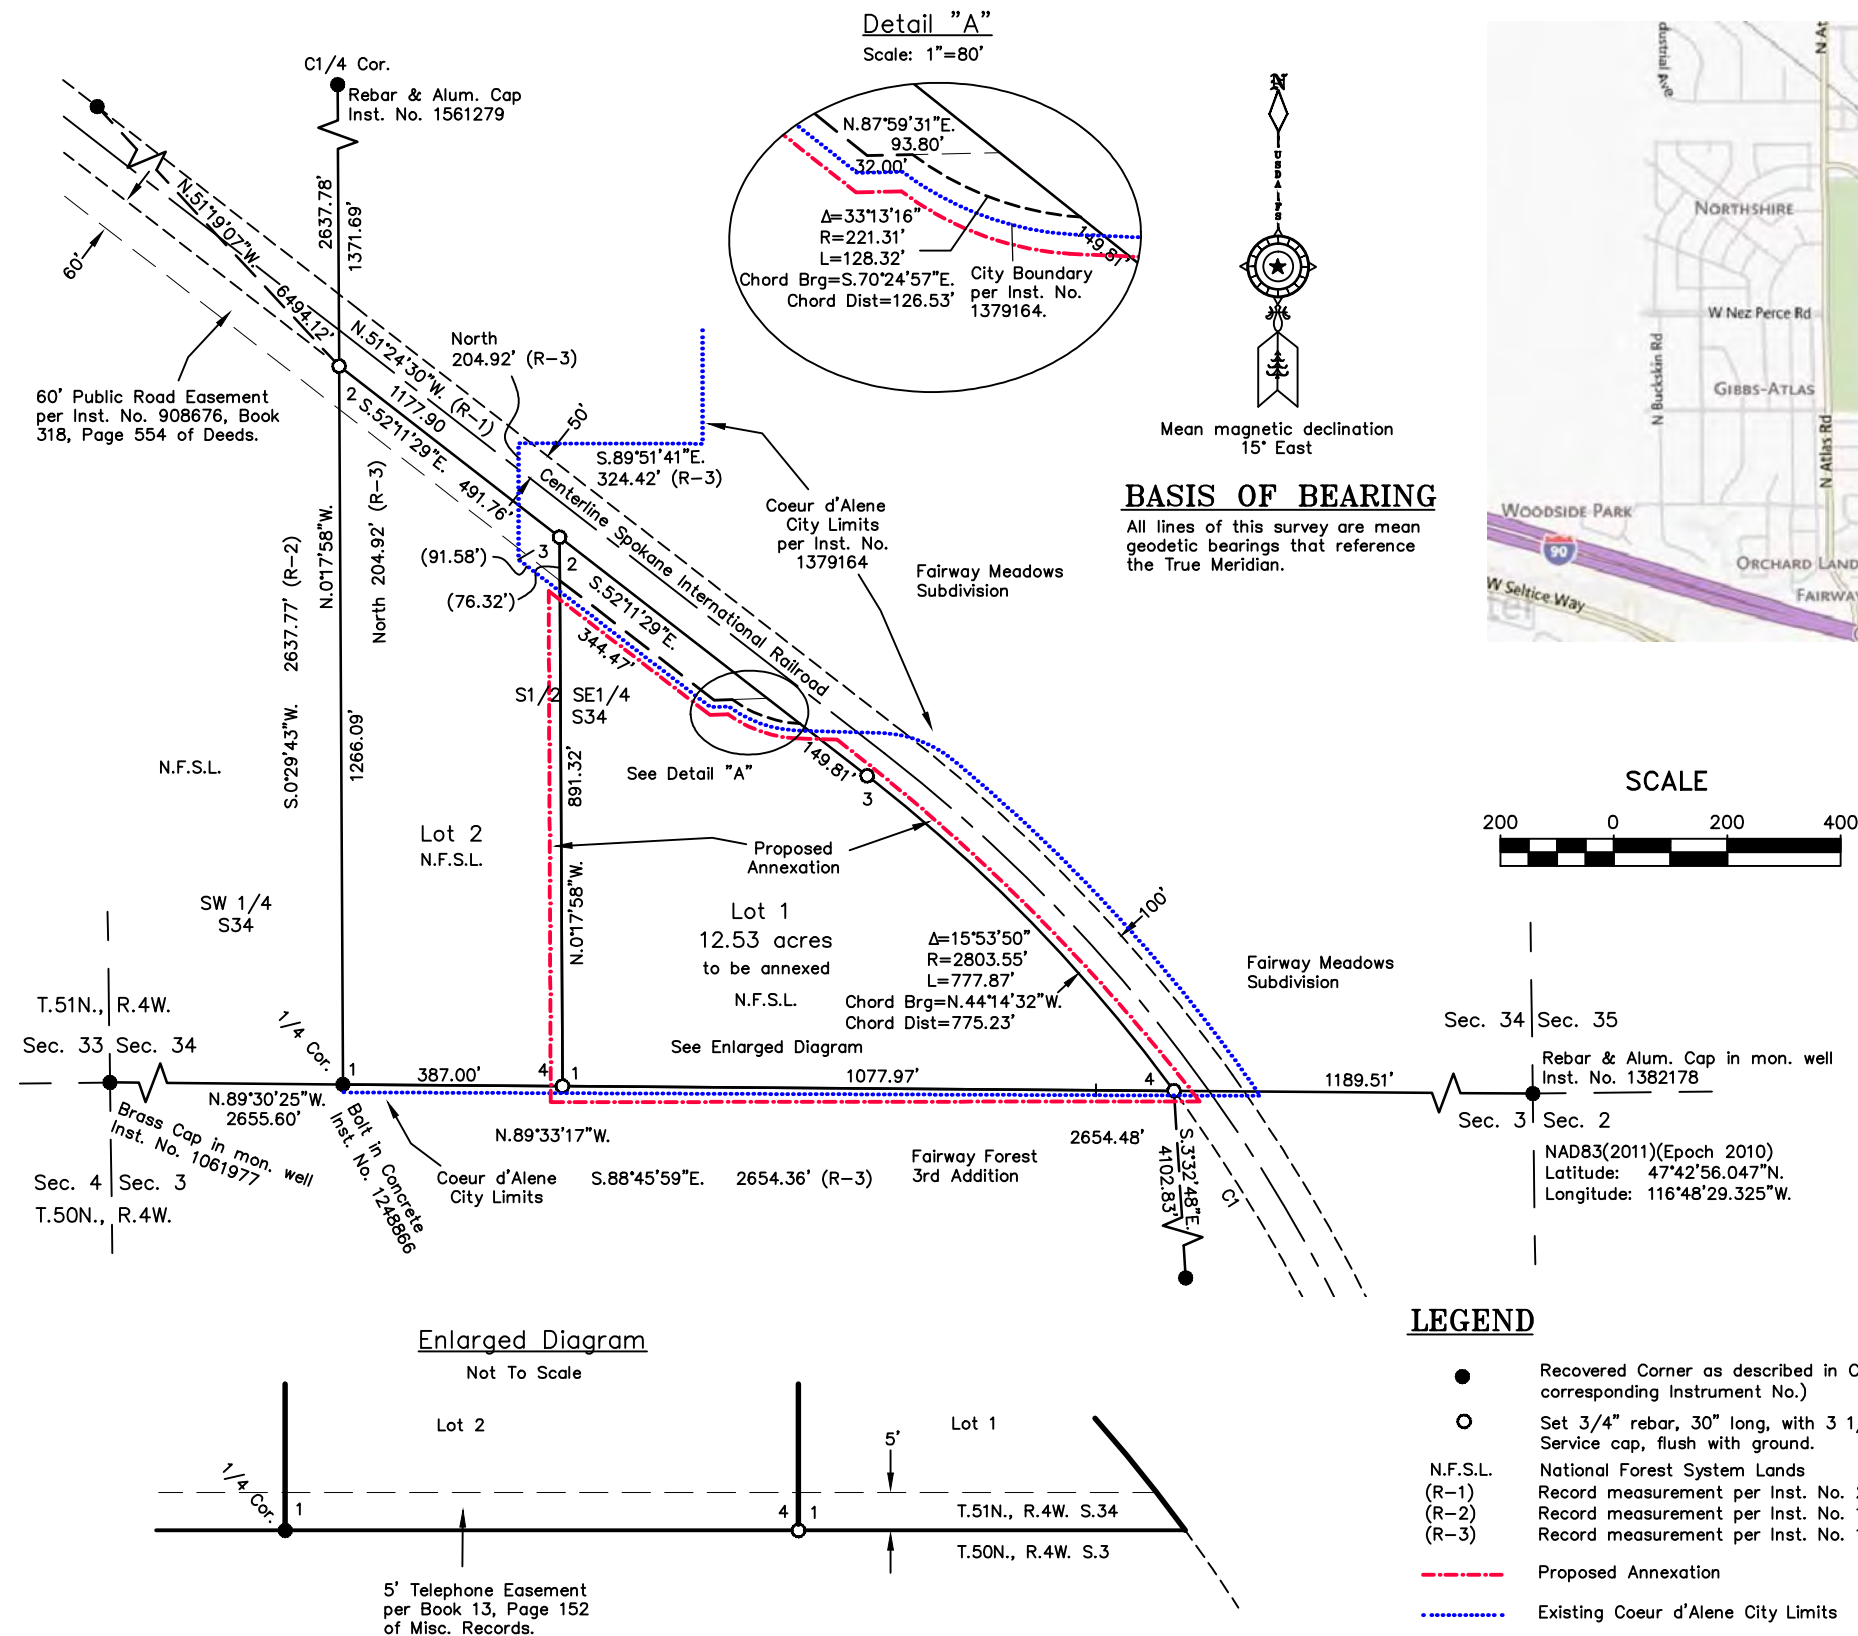 Detail "A"
Scale: 1"=80'
N.87°59'31"E.
93.80'
32.00'
Δ=33°13'16"
R=221.31'
L=128.32'
Chord Brg=S.70°24'57"E.
Chord Dist=126.53'
149.81'
City Boundary
per Inst. No.
1379164.
C1/4 Cor.
Rebar & Alum. Cap
Inst. No. 1561279
2637.78'
1371.69'
N.51°19'07"W.
6494.12'
60'
60' Public Road Easement
per Inst. No. 908676, Book
318, Page 554 of Deeds.
N.51°24'30"W. (R-1)
1177.90
2
S.52°11'29"E.
491.76'
North
204.92' (R-3)
50'
S.89°51'41"E.
324.42' (R-3)
Centerline Spokane International Railroad
Coeur d'Alene
City Limits
per Inst. No.
1379164
Fairway Meadows
Subdivision
N
USDA-FS
Mean magnetic declination
15° East
BASIS OF BEARING
All lines of this survey are mean
geodetic bearings that reference
the True Meridian.
N At
dustrial Ave
NORTHSHIRE
W Nez Perce Rd
N Buckskin Rd
GIBBS-ATLAS
N Atlas Rd
WOODSIDE PARK
90
ORCHARD LAND
FAIRWAY
W Seltice Way
SCALE
200 0 200 400
S.0°29'43"W. 2637.77' (R-2)
N.0°17'58"W.
North 204.92' (R-3)
1266.09'
(91.58')
3
2
(76.32')
S.52°11'29"E.
344.47'
S1/2 SE1/4
S34
891.32'
N.0°17'58"W.
See Detail "A"
149.81'
3
N.F.S.L.
Lot 2
N.F.S.L.
SW 1/4
S34
Proposed
Annexation
Lot 1
12.53 acres
to be annexed
N.F.S.L.
Δ=15°53'50"
R=2803.55'
L=777.87'
Chord Brg=N.44°14'32"W.
Chord Dist=775.23'
100'
Fairway Meadows
Subdivision
See Enlarged Diagram
T.51N., R.4W.
Sec. 33 Sec. 34
1/4 Cor.
1
387.00'
4
1
1077.97'
4
1189.51'
Sec. 34 Sec. 35
Rebar & Alum. Cap in mon. well
Inst. No. 1382178
Sec. 3 Sec. 2
NAD83(2011)(Epoch 2010)
Latitude: 47°42'56.047"N.
Longitude: 116°48'29.325"W.
N.89°30'25"W.
2655.60'
Brass Cap in mon. well
Inst. No. 1061977
Sec. 4 Sec. 3
T.50N., R.4W.
Bolt in Concrete
Inst. No. 1248866
Coeur d'Alene
City Limits
N.89°33'17"W.
S.88°45'59"E. 2654.36' (R-3)
Fairway Forest
3rd Addition
2654.48'
S.3°32'48"E.
4102.83'
C1
Enlarged Diagram
Not To Scale
Lot 2
Lot 1
5'
1/4 Cor.
1
4
1
T.51N., R.4W. S.34
T.50N., R.4W. S.3
5' Telephone Easement
per Book 13, Page 152
of Misc. Records.
LEGEND
Recovered Corner as described in C
corresponding Instrument No.)
Set 3/4" rebar, 30" long, with 3 1/
Service cap, flush with ground.
N.F.S.L. National Forest System Lands
(R-1) Record measurement per Inst. No.
(R-2) Record measurement per Inst. No.
(R-3) Record measurement per Inst. No.
Proposed Annexation
Existing Coeur d'Alene City Limits